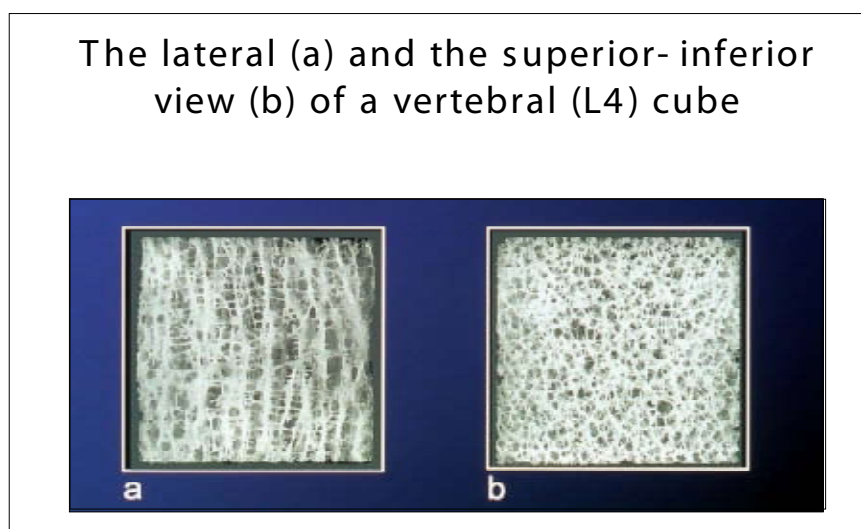 The lateral (a) and the superior- inferior
view (b) of a vertebral (L4) cube
a
b